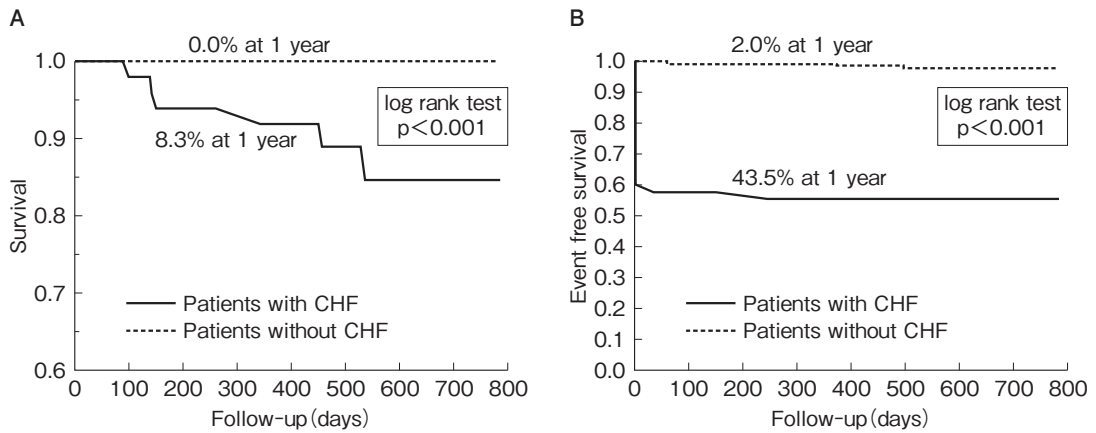 A
0.0% at 1 year
1.0
0.9
0.8
0.7
0.6
Survival
log rank test
p<0.001
8.3% at 1 year
Patients with CHF
Patients without CHF
0 100 200 300 400 500 600 700 800
Follow-up(days)
B
2.0% at 1 year
1.0
0.9
0.8
0.7
0.6
0.5
0.4
0.3
0.2
0.1
0.0
Event free survival
log rank test
p<0.001
43.5% at 1 year
Patients with CHF
Patients without CHF
0 100 200 300 400 500 600 700 800
Follow-up(days)